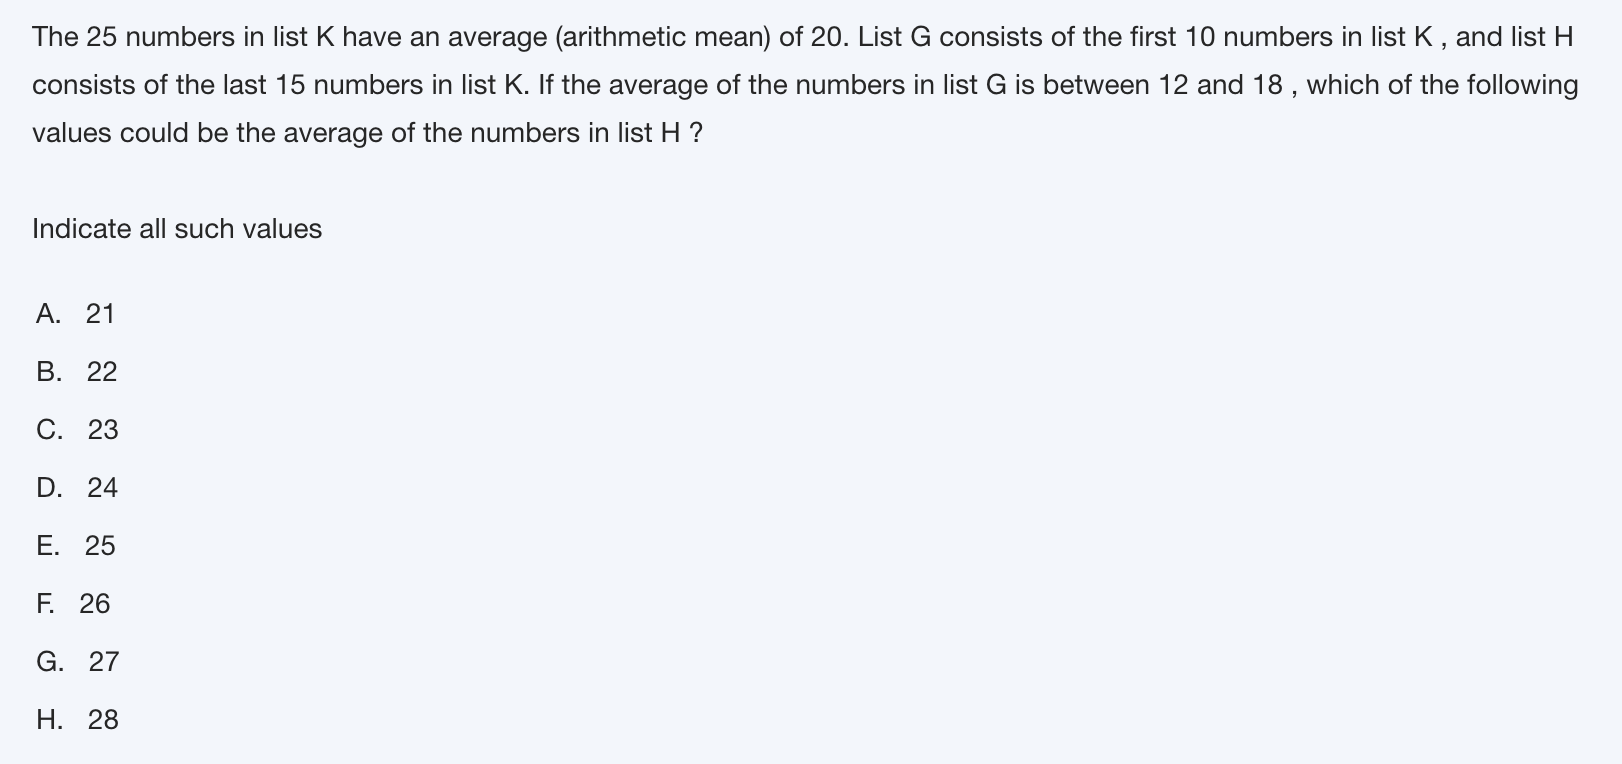 The 25 numbers in list K have an average (arithmetic mean) of 20. List G consists of the first 10 numbers in list K , and list H
consists of the last 15 numbers in list K. If the average of the numbers in list G is between 12 and 18 , which of the following
values could be the average of the numbers in list H ?
Indicate all such values
A. 21
B. 22
C. 23
D. 24
E. 25
F. 26
G. 27
H. 28